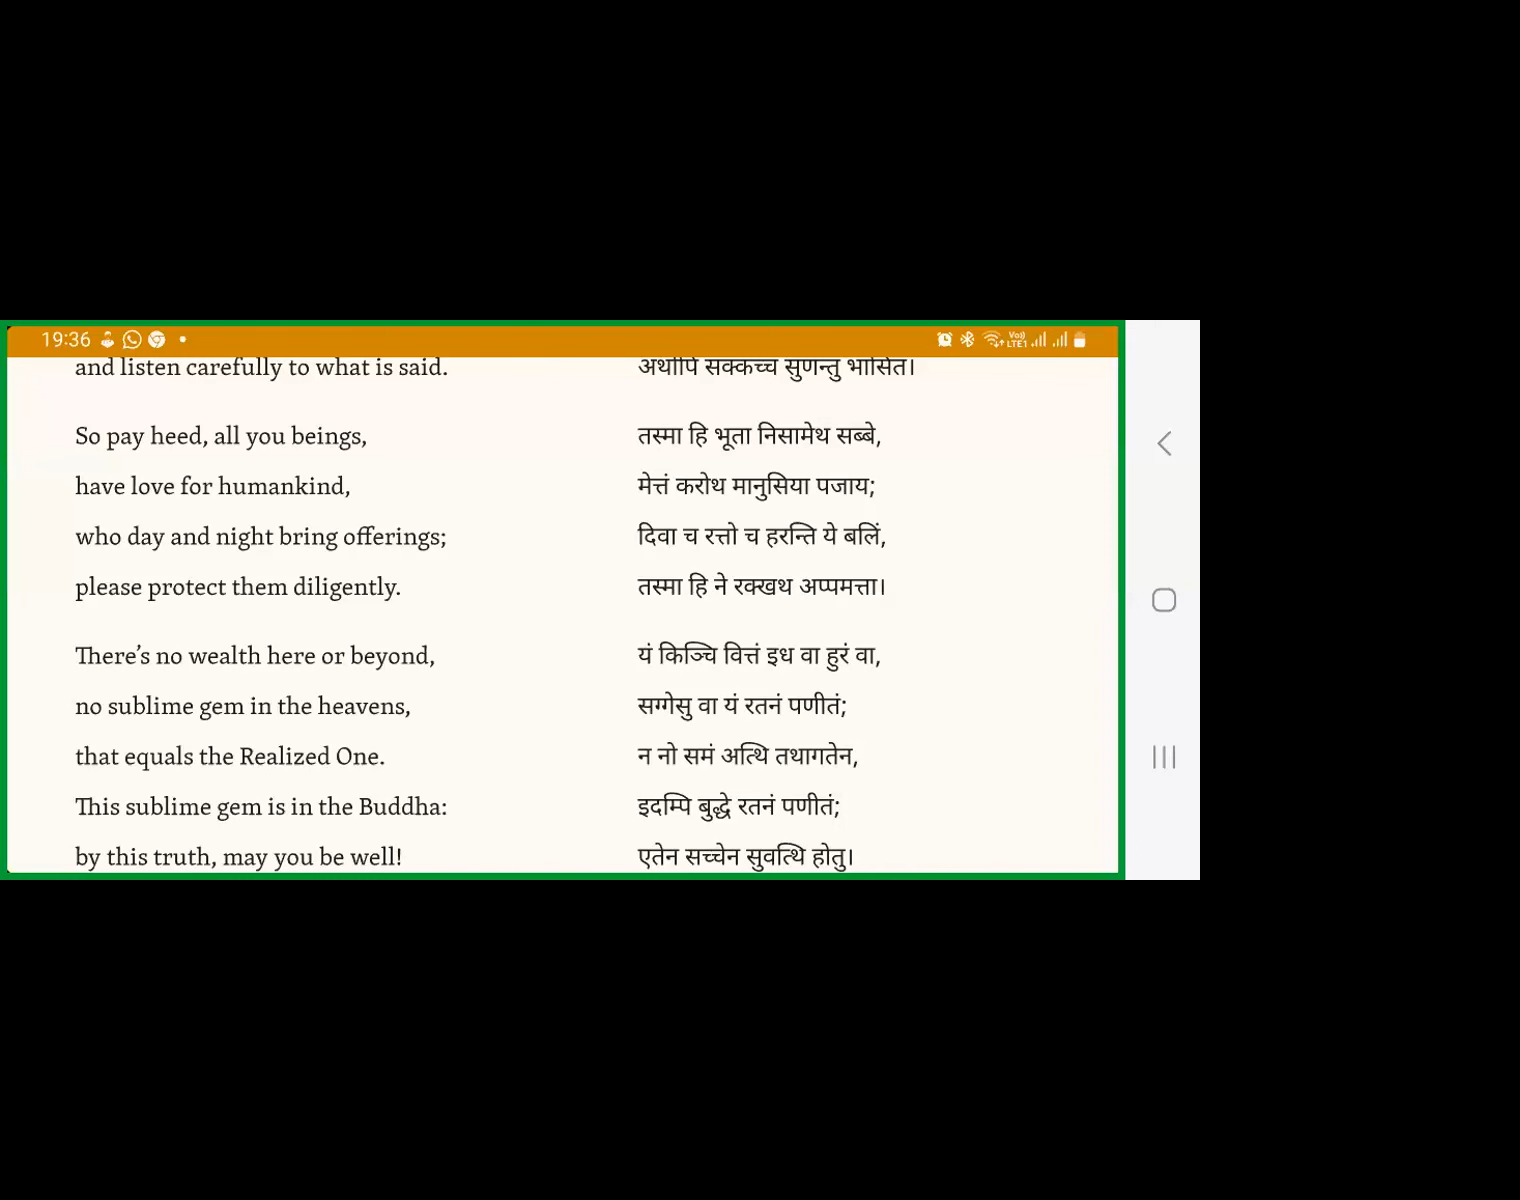 19:36
Vo) LTE1
and listen carefully to what is said.
अथोपि सक्कच्च सुणन्तु भासितं।
So pay heed, all you beings,
तस्मा हि भूता निसामेथ सब्बे,
have love for humankind,
मेत्तं करोथ मानुसिया पजाय;
who day and night bring offerings;
दिवा च रत्तो च हरन्ति ये बलिं,
please protect them diligently.
तस्मा हि ने रक्खथ अप्पमत्ता।
There’s no wealth here or beyond,
यं किञ्चि वित्तं इध वा हुरं वा,
no sublime gem in the heavens,
सग्गेसु वा यं रतनं पणीतं;
that equals the Realized One.
न नो समं अत्थि तथागतेन,
This sublime gem is in the Buddha:
इदम्पि बुद्धे रतनं पणीतं;
by this truth, may you be well!
एतेन सच्चेन सुवत्थि होतु।